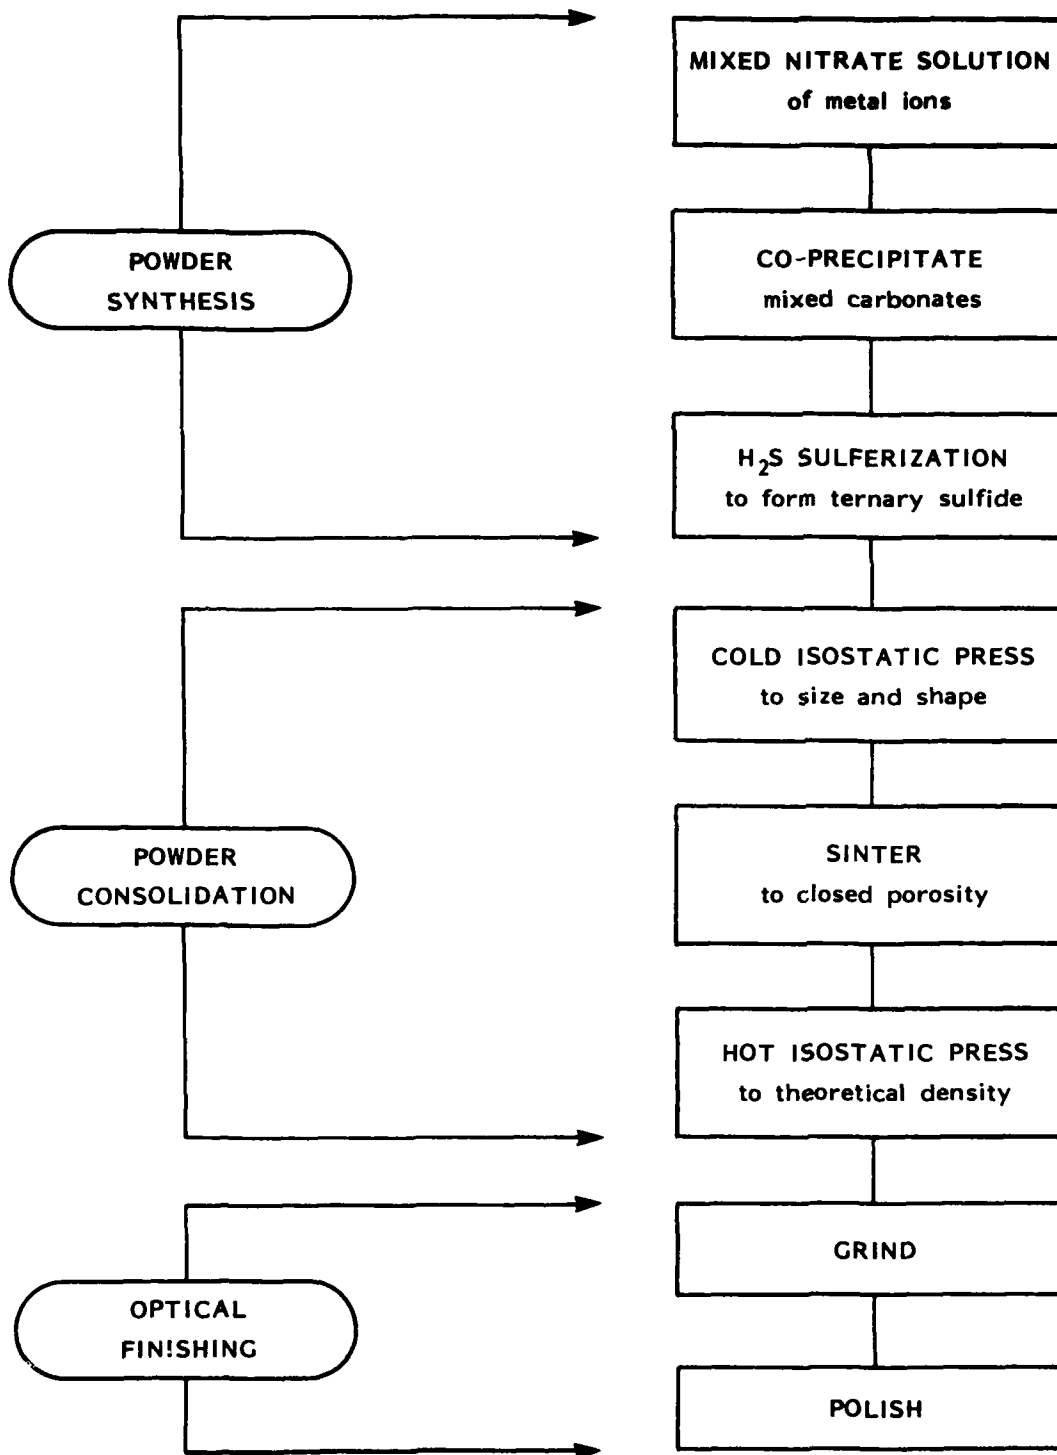 MIXED NITRATE SOLUTION
of metal ions
POWDER
SYNTHESIS
CO-PRECIPITATE
mixed carbonates
H₂S SULFERIZATION
to form ternary sulfide
COLD ISOSTATIC PRESS
to size and shape
POWDER
CONSOLIDATION
SINTER
to closed porosity
HOT ISOSTATIC PRESS
to theoretical density
OPTICAL
FINISHING
GRIND
POLISH